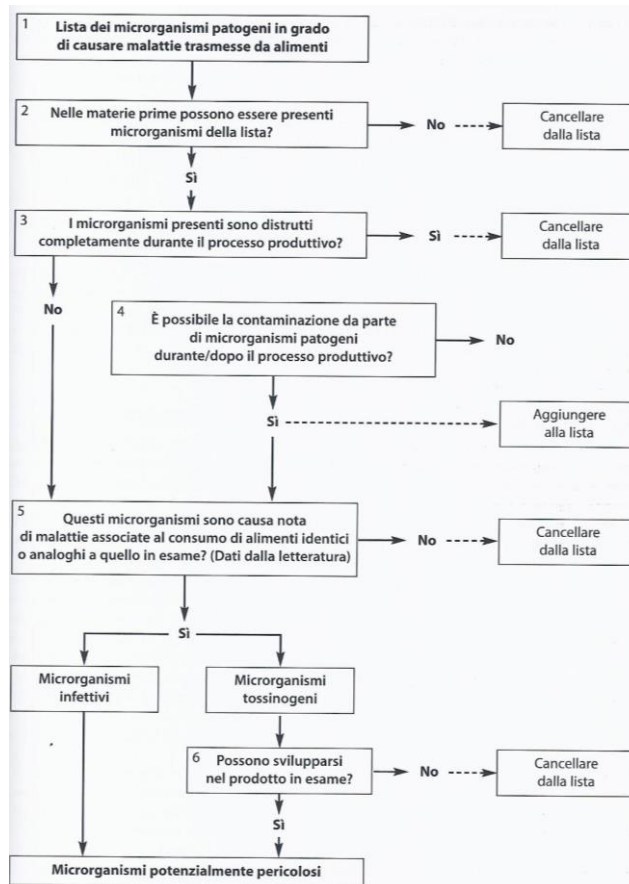 1
Lista dei microrganismi patogeni in grado
di causare malattie trasmesse da alimenti
2
Nelle materie prime possono essere presenti
microrganismi della lista?
No
Cancellare
dalla lista
Sì
3
I microrganismi presenti sono distrutti
completamente durante il processo produttivo?
Sì
Cancellare
dalla lista
No
4
È possibile la contaminazione da parte
di microrganismi patogeni
durante/dopo il processo produttivo?
No
Sì
Aggiungere
alla lista
5
Questi microrganismi sono causa nota
di malattie associate al consumo di alimenti identici
o analoghi a quello in esame? (Dati dalla letteratura)
No
Cancellare
dalla lista
Sì
Microrganismi
infettivi
Microrganismi
tossinogeni
6
Possono svilupparsi
nel prodotto in esame?
No
Cancellare
dalla lista
Sì
Microrganismi potenzialmente pericolosi